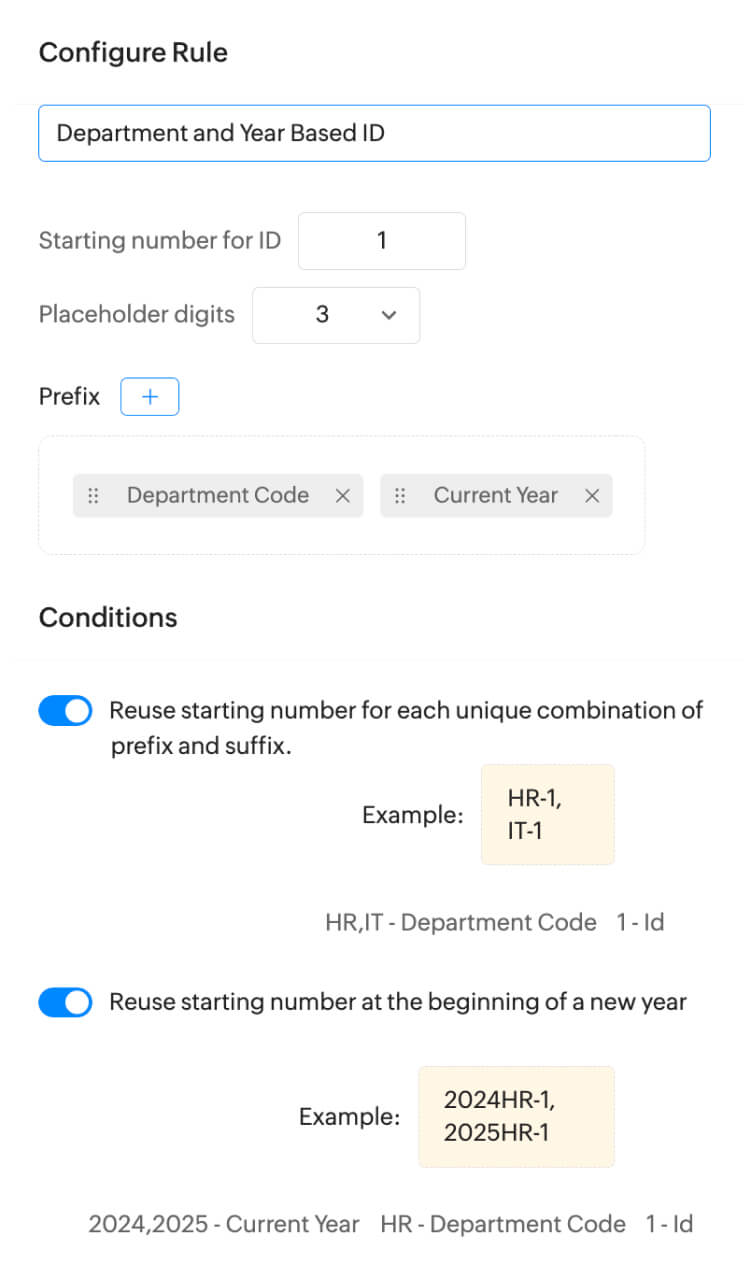 Configure Rule
Department and Year Based ID
Starting number for ID 1
Placeholder digits 3
Prefix +
Department Code × Current Year ×
Conditions
Reuse starting number for each unique combination of
prefix and suffix.
Example:
HR-1,
IT-1
HR,IT - Department Code 1 - Id
Reuse starting number at the beginning of a new year
Example:
2024HR-1,
2025HR-1
2024,2025 - Current Year HR - Department Code 1 - Id